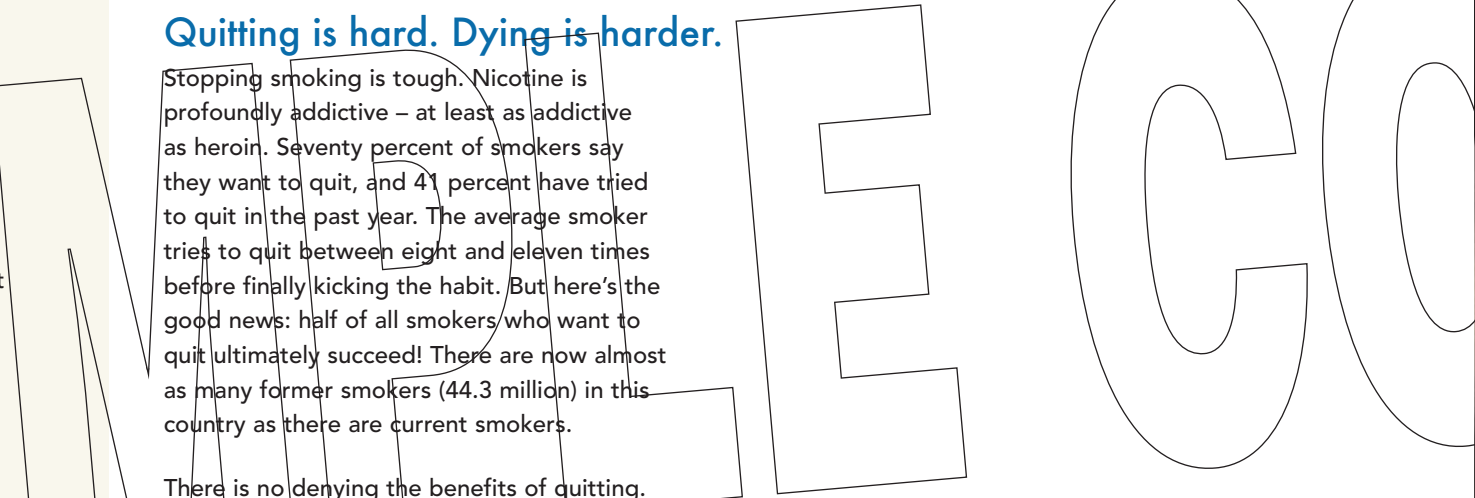 Quitting is hard. Dying is harder.
Stopping smoking is tough. Nicotine is
profoundly addictive – at least as addictive
as heroin. Seventy percent of smokers say
they want to quit, and 41 percent have tried
to quit in the past year. The average smoker
tries to quit between eight and eleven times
before finally kicking the habit. But here’s the
good news: half of all smokers who want to
quit ultimately succeed! There are now almost
as many former smokers (44.3 million) in this
country as there are current smokers.
There is no denying the benefits of quitting.
MPLE CO